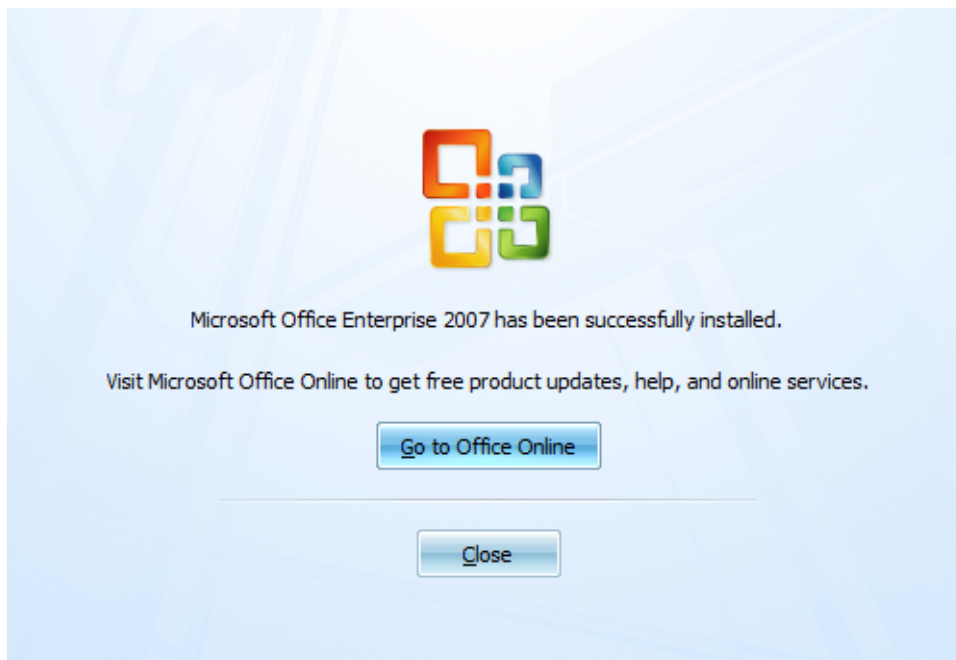 Microsoft Office Enterprise 2007 has been successfully installed.
Visit Microsoft Office Online to get free product updates, help, and online services.
Go to Office Online
Close